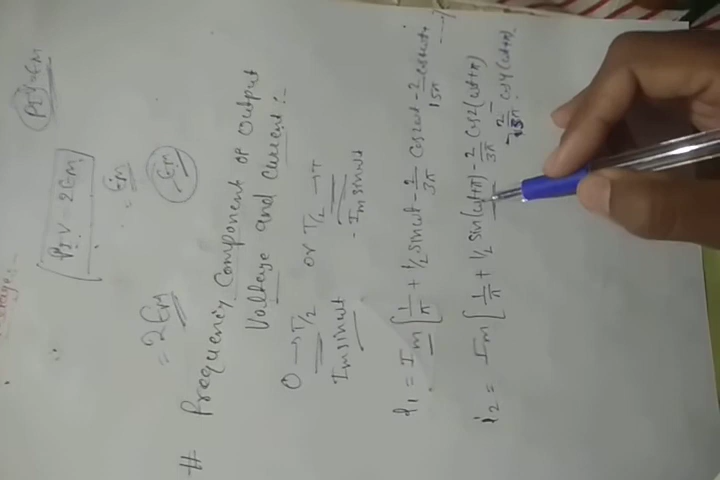 PIV = Em
PIV - 2Em
= Em
Em
= 2Em
# Frequency Component of Output
Voltage and Current :-
0 → T/2 or T/2 → T
Im sinωt - Im sinωt
i1 = Im [ 1/π + 1/2 sinωt - 2/3π cos2ωt - 2/15π cos4ωt
i2 = Im [ 1/π + 1/2 sin(ωt+π) - 2/3π cos2(ωt+π)
- 2/15π cos4(ωt+π)